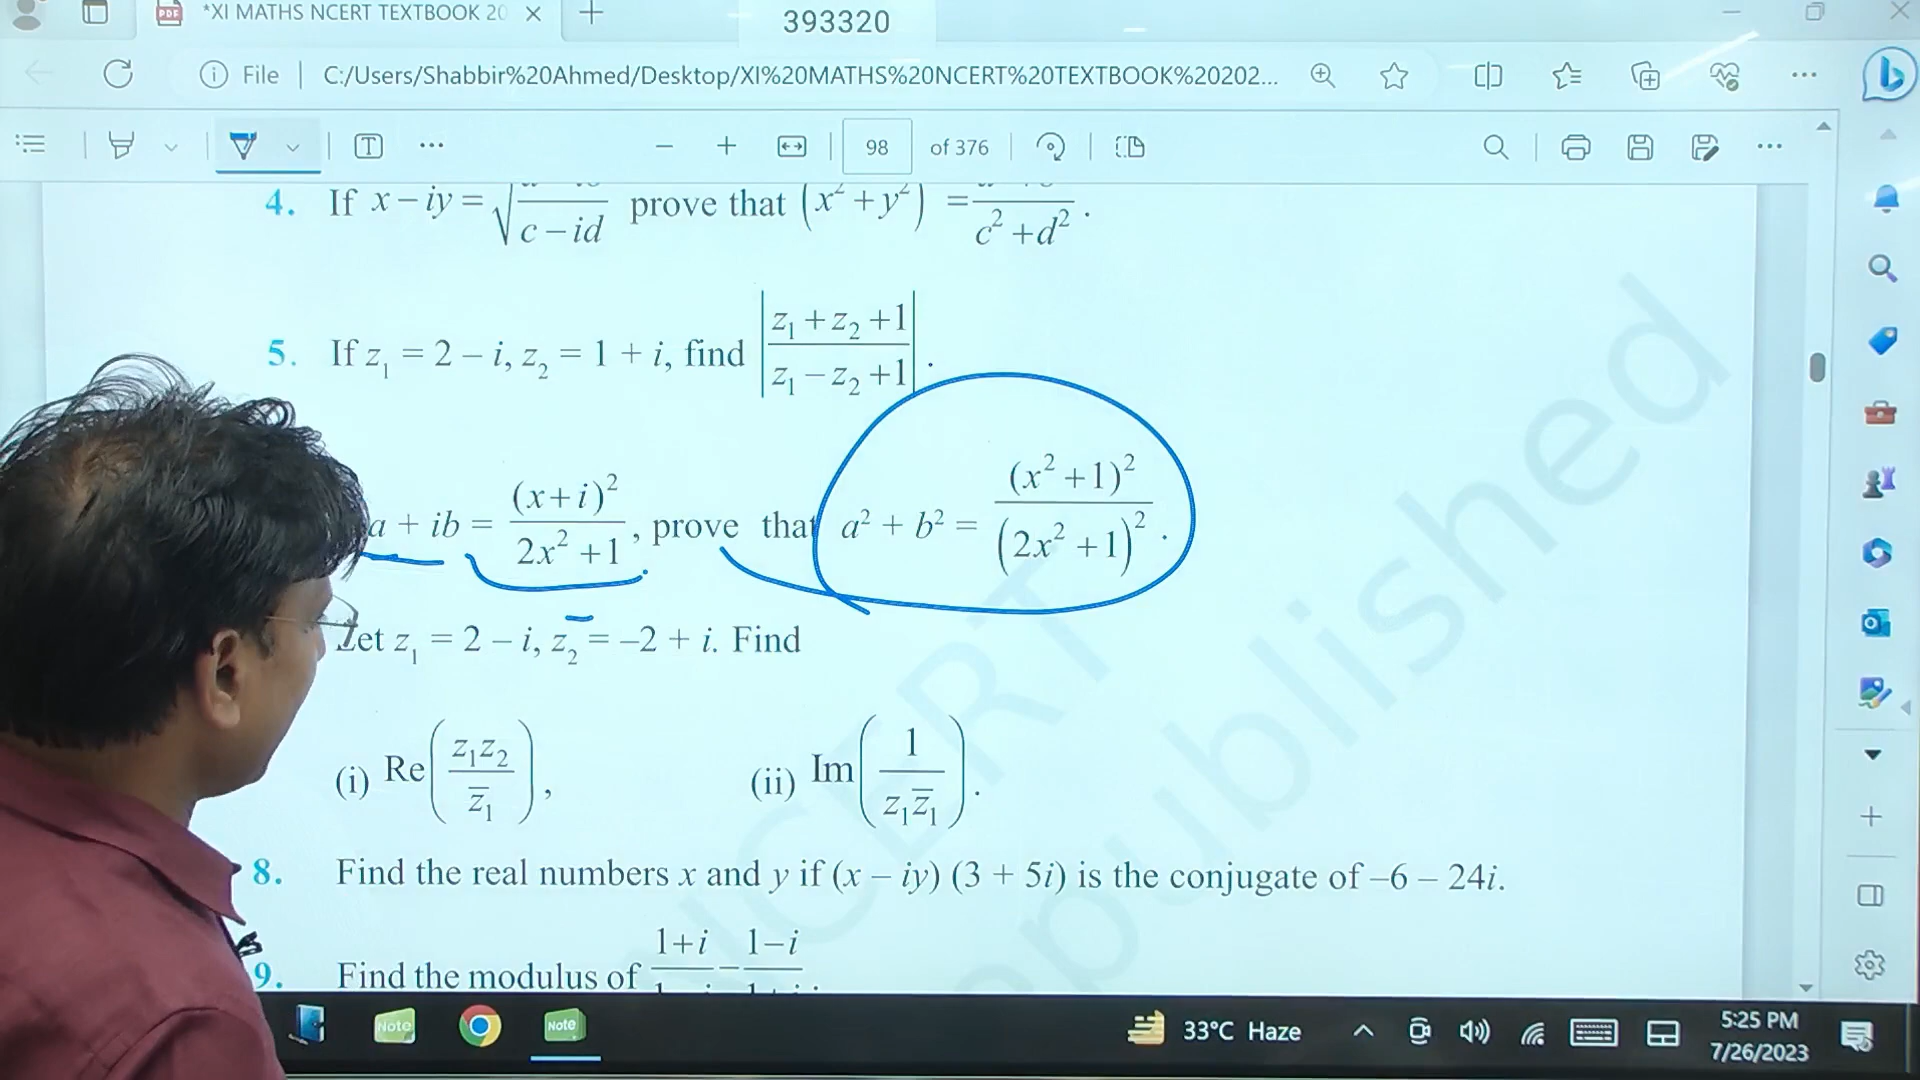 *XI MATHS NCERT TEXTBOOK 20
393320
File | C:/Users/Shabbir%20Ahmed/Desktop/XI%20MATHS%20NCERT%20TEXTBOOK%20202...
98 of 376
4. If x − iy = √ c − id prove that (x² + y²) = c² + d² .
5. If z₁ = 2 − i, z₂ = 1 + i, find |(z₁ + z₂ + 1)/(z₁ − z₂ + 1)| .
a + ib = (x+i)²/(2x² + 1) , prove that a² + b² = (x² + 1)²/(2x² + 1)² .
Let z₁ = 2 − i, z₂ = −2 + i. Find
(i) Re(z₁z₂/z̄₁) , (ii) Im(1/(z₁z̄₁)) .
8. Find the real numbers x and y if (x − iy) (3 + 5i) is the conjugate of −6 − 24i.
9. Find the modulus of 1+i − 1−i .
Note
Note
33°C Haze
5:25 PM
7/26/2023
NCERT
republished